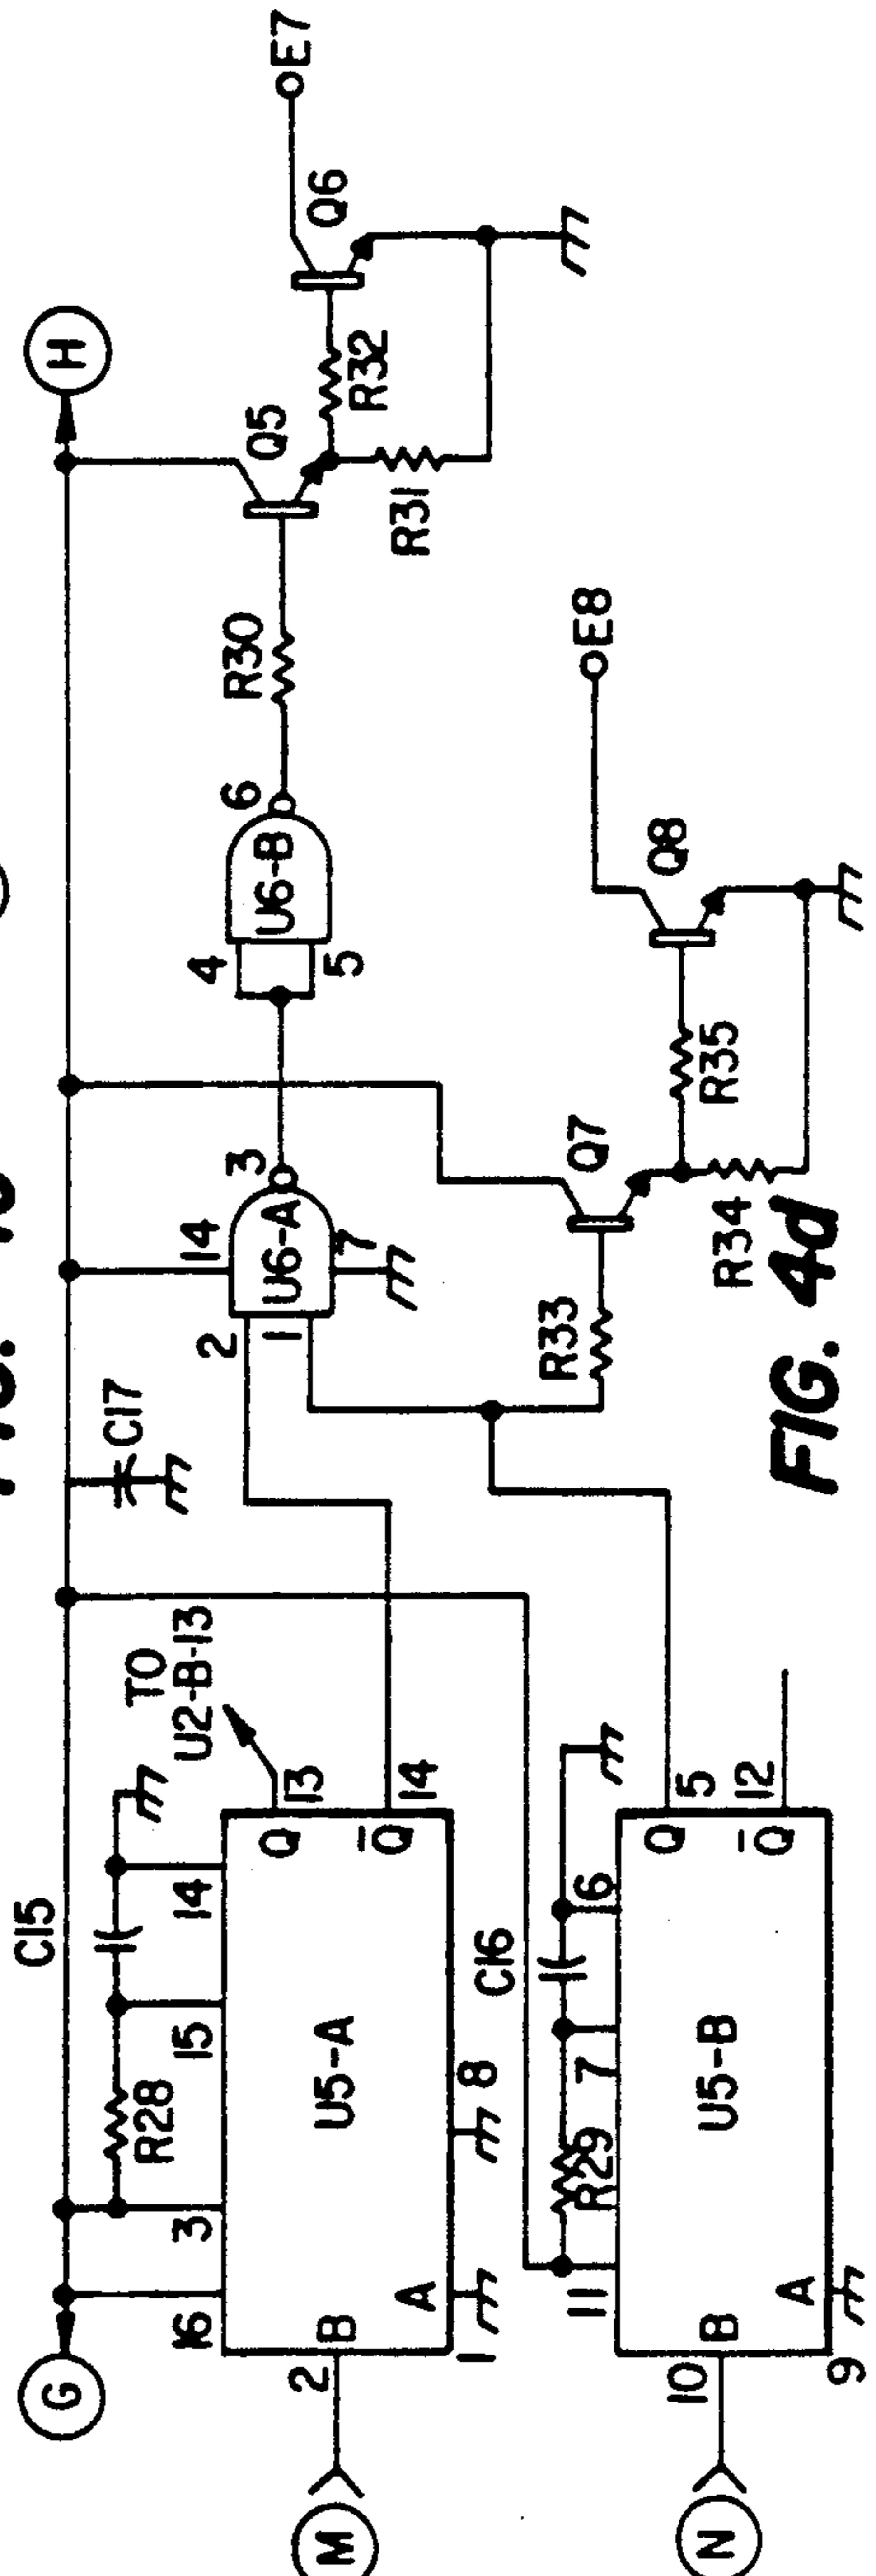 G
H
C15
C17
TO
U2-B-13
R28
16
3
15
14
Q
13
Q̅
14
U5-A
2
B
A
1
8
M
2
14
1
U6-A
3
7
4
5
U6-B
6
R30
Q5
R31
R32
Q6
E7
C16
R29
11
7
6
Q
5
Q̅
12
U5-B
10
B
A
9
N
R33
Q7
R34
R35
Q8
E8
FIG. 4d